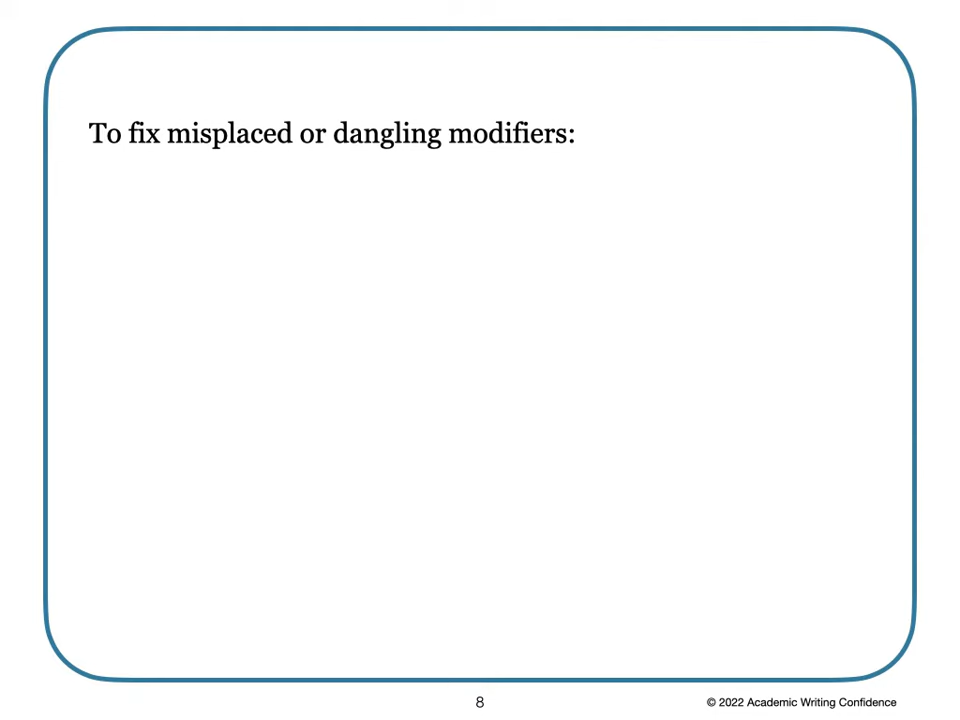 To fix misplaced or dangling modifiers:
8
© 2022 Academic Writing Confidence